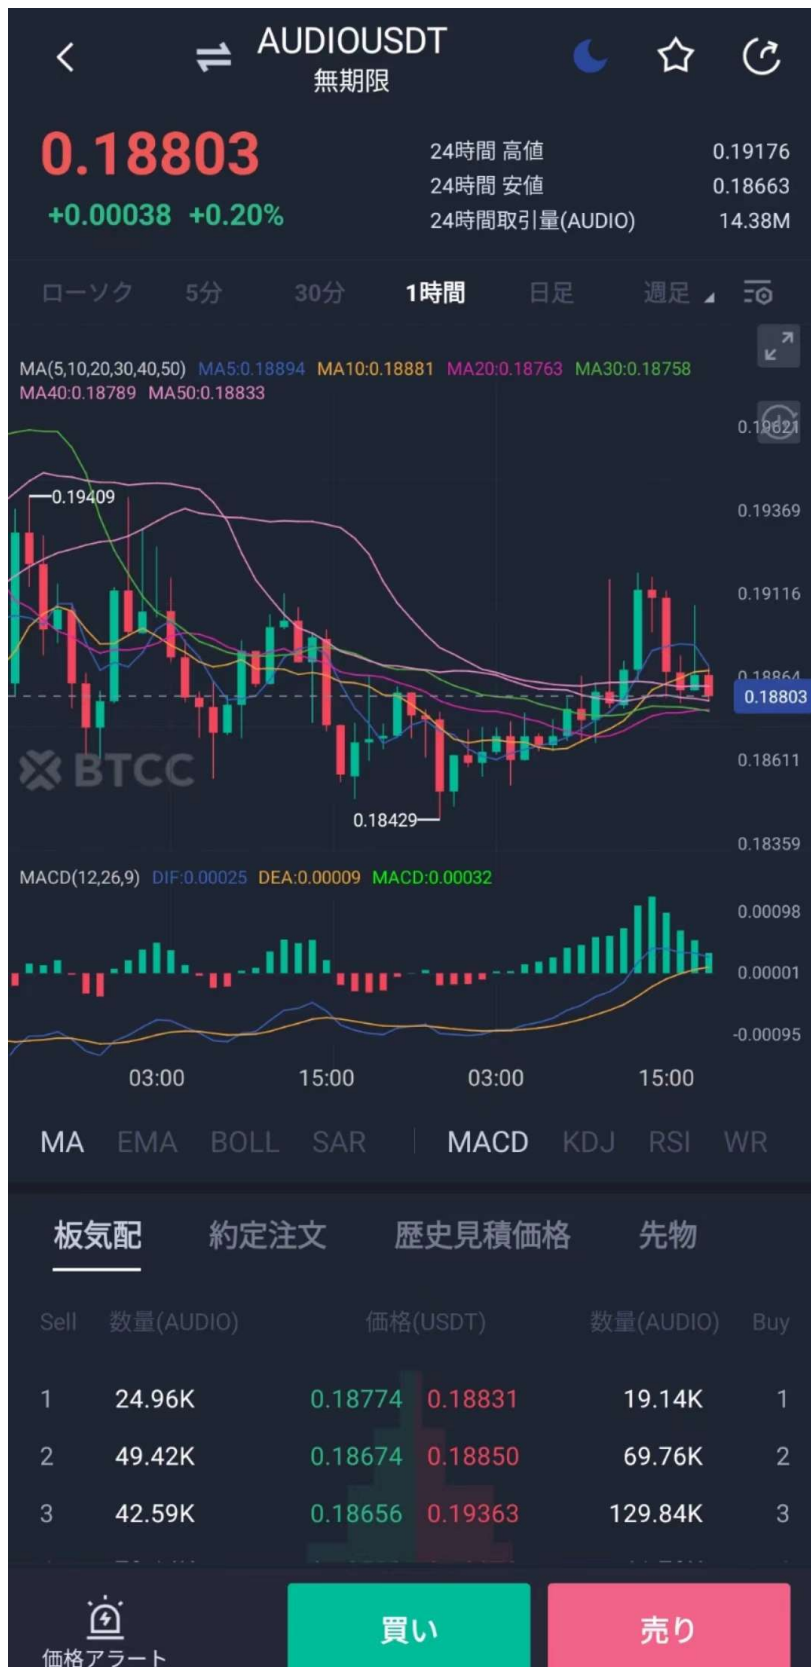 AUDIOUSDT
無期限
0.18803
+0.00038 +0.20%
24時間 高値 0.19176
24時間 安値 0.18663
24時間取引量(AUDIO) 14.38M
ローソク 5分 30分 1時間 日足 週足
MA(5,10,20,30,40,50) MA5:0.18894 MA10:0.18881 MA20:0.18763 MA30:0.18758
MA40:0.18789 MA50:0.18833
0.19621
0.19409
0.19369
0.19116
0.18864
0.18803
0.18611
BTCC
0.18429
0.18359
MACD(12,26,9) DIF:0.00025 DEA:0.00009 MACD:0.00032
0.00098
0.00001
-0.00095
03:00 15:00 03:00 15:00
MA EMA BOLL SAR MACD KDJ RSI WR
板気配 約定注文 歴史見積価格 先物
Sell 数量(AUDIO) 価格(USDT) 数量(AUDIO) Buy
1 24.96K 0.18774 0.18831 19.14K 1
2 49.42K 0.18674 0.18850 69.76K 2
3 42.59K 0.18656 0.19363 129.84K 3
価格アラート 買い 売り